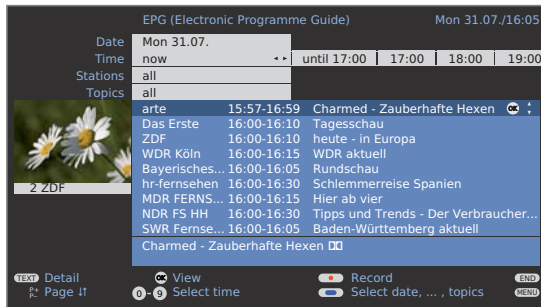 EPG (Electronic Programme Guide) Mon 31.07./16:05
Date Mon 31.07.
Time now until 17:00 17:00 18:00 19:00
Stations all
Topics all
arte 15:57-16:59 Charmed - Zauberhafte Hexen OK
Das Erste 16:00-16:10 Tagesschau
ZDF 16:00-16:10 heute - in Europa
WDR Köln 16:00-16:15 WDR aktuell
Bayerisches... 16:00-16:05 Rundschau
hr-fernsehen 16:00-16:30 Schlemmerreise Spanien
MDR FERNS... 16:00-16:15 Hier ab vier
NDR FS HH 16:00-16:30 Tipps und Trends - Der Verbraucher...
SWR Fernse... 16:00-16:05 Baden-Württemberg aktuell
2 ZDF
Charmed - Zauberhafte Hexen
TEXT Detail OK View Record END
P+ P- Page 0-9 Select time Select date, ... , topics MENU